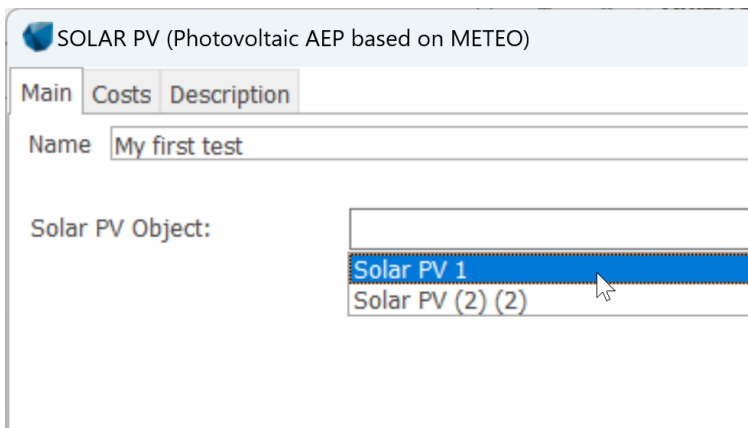 SOLAR PV (Photovoltaic AEP based on METEO)
Main Costs Description
Name My first test
Solar PV Object:
Solar PV 1
Solar PV (2) (2)